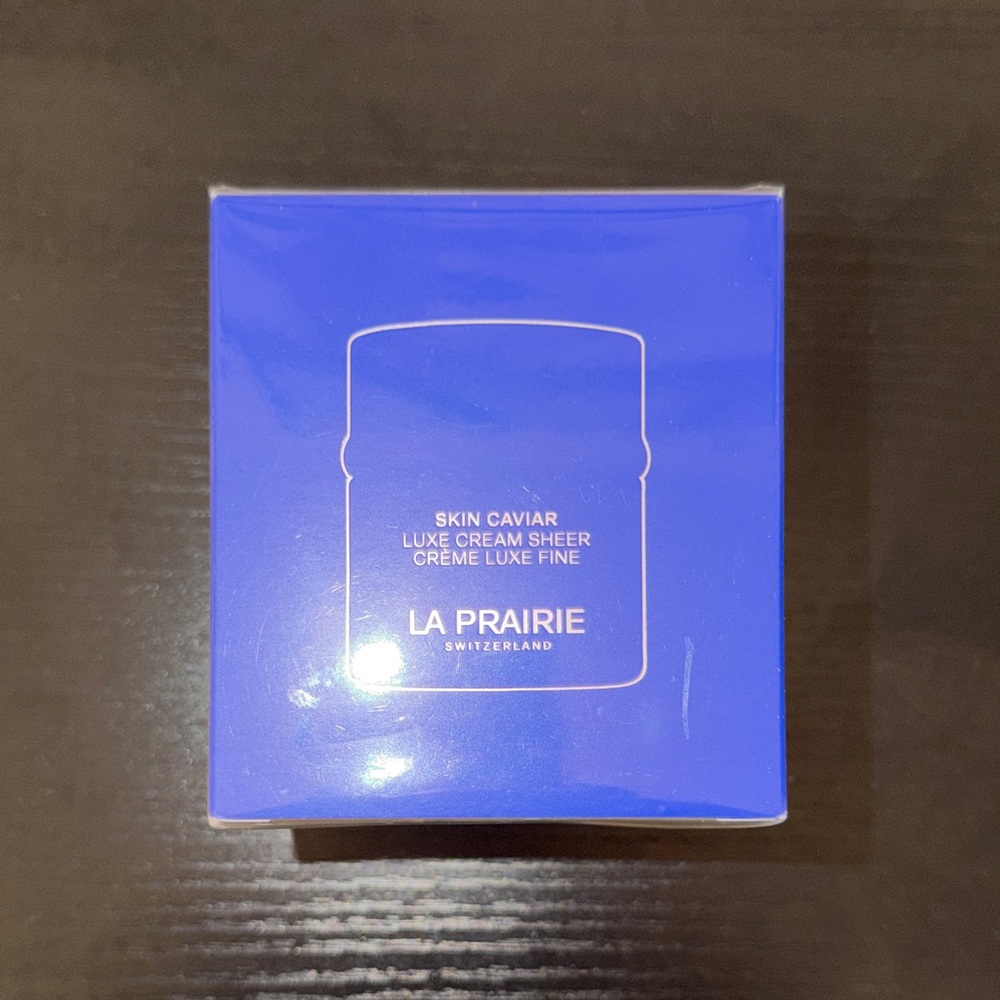 SKIN CAVIAR
LUXE CREAM SHEER
CRÈME LUXE FINE
LA PRAIRIE
SWITZERLAND